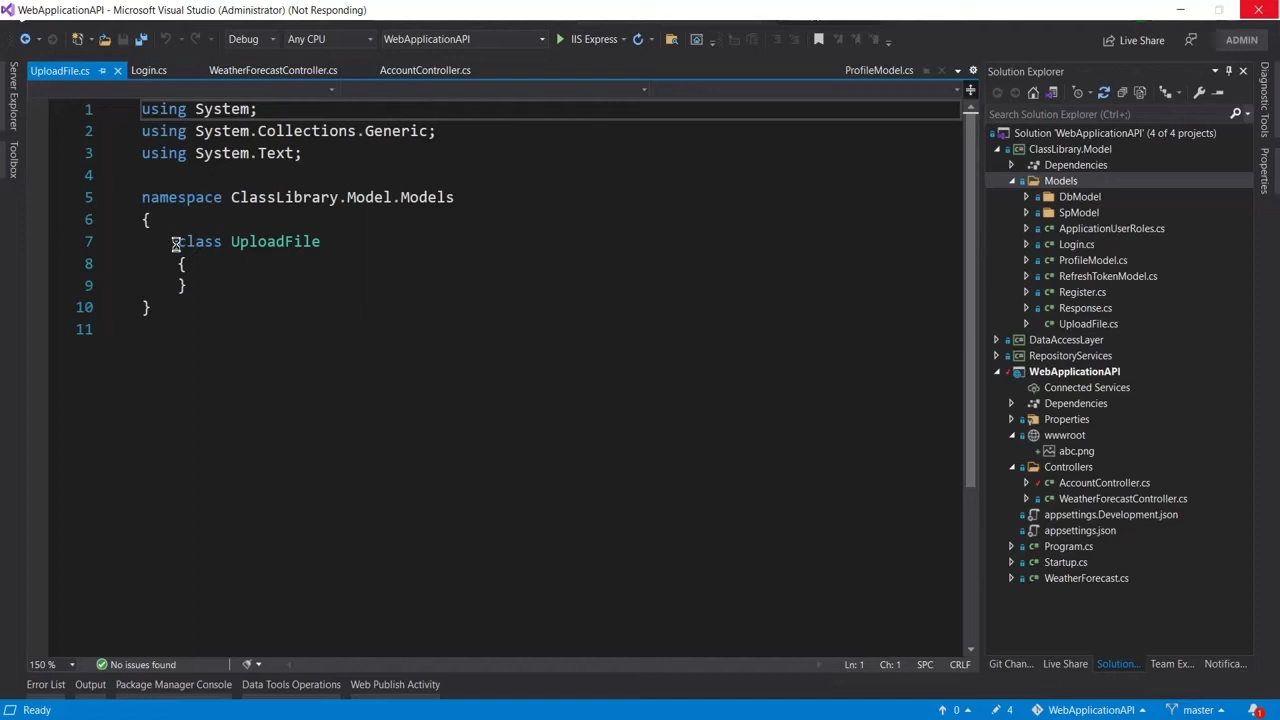 WebApplicationAPI - Microsoft Visual Studio (Administrator) (Not Responding)
Debug Any CPU WebApplicationAPI IIS Express Live Share ADMIN
UploadFile.cs Login.cs WeatherForecastController.cs AccountController.cs ProfileModel.cs
Server Explorer
Toolbox
1 using System;
2 using System.Collections.Generic;
3 using System.Text;
4
5 namespace ClassLibrary.Model.Models
6 {
7 class UploadFile
8 {
9 }
10 }
11
150 % No issues found Ln: 1 Ch: 1 SPC CRLF
Solution Explorer
Search Solution Explorer (Ctrl+;)
Solution 'WebApplicationAPI' (4 of 4 projects)
ClassLibrary.Model
Dependencies
Models
DbModel
SpModel
ApplicationUserRoles.cs
Login.cs
ProfileModel.cs
RefreshTokenModel.cs
Register.cs
Response.cs
UploadFile.cs
DataAccessLayer
RepositoryServices
WebApplicationAPI
Connected Services
Dependencies
Properties
wwwroot
abc.png
Controllers
AccountController.cs
WeatherForecastController.cs
appsettings.Development.json
appsettings.json
Program.cs
Startup.cs
WeatherForecast.cs
Git Chan... Live Share Solution... Team Ex... Notifica...
Diagnostic Tools
Properties
Error List Output Package Manager Console Data Tools Operations Web Publish Activity
Ready 0 4 WebApplicationAPI master 1